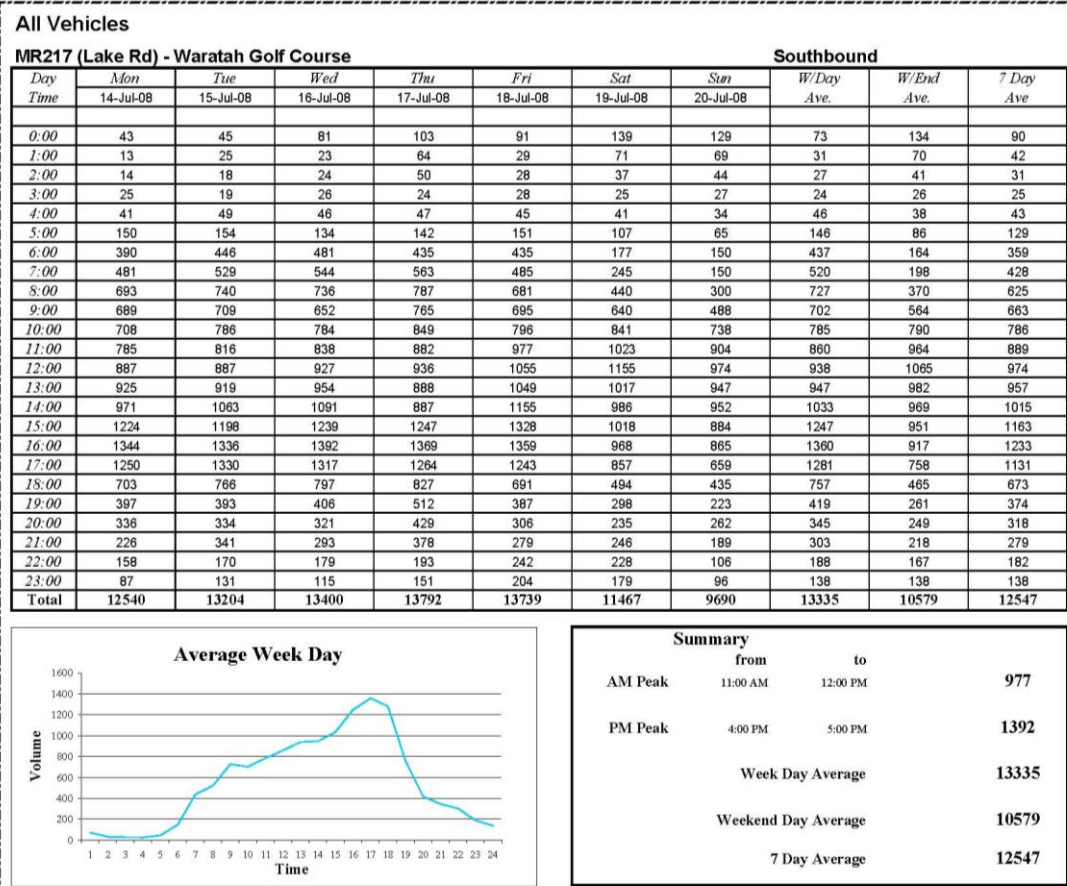 All Vehicles
MR217 (Lake Rd) - Waratah Golf Course Southbound
Day Mon Tue Wed Thu Fri Sat Sun W/Day W/End 7 Day
Time 14-Jul-08 15-Jul-08 16-Jul-08 17-Jul-08 18-Jul-08 19-Jul-08 20-Jul-08 Ave. Ave. Ave
0:00 43 45 81 103 91 139 129 73 134 90
1:00 13 25 23 64 29 71 69 31 70 42
2:00 14 18 24 50 28 37 44 27 41 31
3:00 25 19 26 24 28 25 27 24 26 25
4:00 41 49 46 47 45 41 34 46 38 43
5:00 150 154 134 142 151 107 65 146 86 129
6:00 390 446 481 435 435 177 150 437 164 359
7:00 481 529 544 563 485 245 150 520 198 428
8:00 693 740 736 787 681 440 300 727 370 625
9:00 689 709 652 765 695 640 488 702 564 663
10:00 708 786 784 849 796 841 738 785 790 786
11:00 785 816 838 882 977 1023 904 860 964 889
12:00 887 887 927 936 1055 1155 974 938 1065 974
13:00 925 919 954 888 1049 1017 947 947 982 957
14:00 971 1063 1091 887 1155 986 952 1033 969 1015
15:00 1224 1198 1239 1247 1328 1018 884 1247 951 1163
16:00 1344 1336 1392 1369 1359 968 865 1360 917 1233
17:00 1250 1330 1317 1264 1243 857 659 1281 758 1131
18:00 703 766 797 827 691 494 435 757 465 673
19:00 397 393 406 512 387 298 223 419 261 374
20:00 336 334 321 429 306 235 262 345 249 318
21:00 226 341 293 378 279 246 189 303 218 279
22:00 158 170 179 193 242 228 106 188 167 182
23:00 87 131 115 151 204 179 96 138 138 138
Total 12540 13204 13400 13792 13739 11467 9690 13335 10579 12547
Average Week Day
1600
1400
1200
1000
800
600
400
200
0
Volume
1 2 3 4 5 6 7 8 9 10 11 12 13 14 15 16 17 18 19 20 21 22 23 24
Time
Summary
from to
AM Peak 11:00 AM 12:00 PM 977
PM Peak 4:00 PM 5:00 PM 1392
Week Day Average 13335
Weekend Day Average 10579
7 Day Average 12547